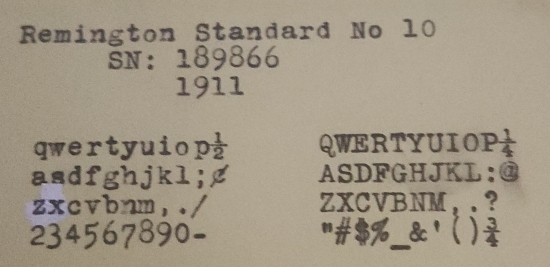 Remington Standard No 10
SN: 189866
1911
qwertyuiop½
asdfghjkl;¢
zxcvbnm,./
234567890-
QWERTYUIOP¼
ASDFGHJKL:@
ZXCVBNM,.?
"#$%_&'()¾